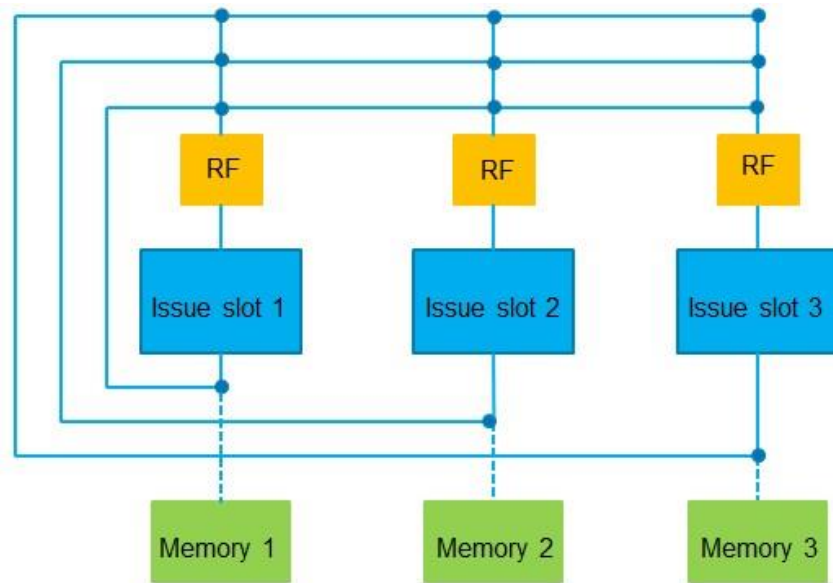 RF
RF
RF
Issue slot 1
Issue slot 2
Issue slot 3
Memory 1
Memory 2
Memory 3